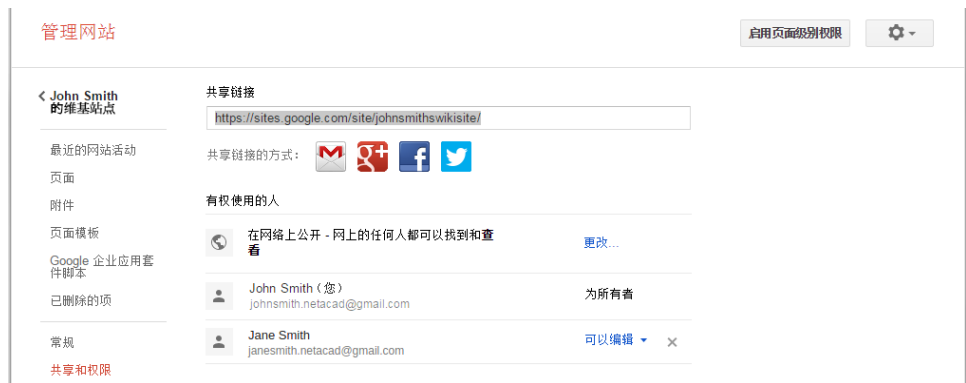 管理网站
启用页面级别权限
John Smith
的维基站点
最近的网站活动
页面
附件
页面模板
Google 企业应用套
件脚本
已删除的项
常规
共享和权限
共享链接
https://sites.google.com/site/johnsmithswikisite/
共享链接的方式:
有权使用的人
在网络上公开 - 网上的任何人都可以找到和查
看
更改...
John Smith (您)
johnsmith.netacad@gmail.com
为所有者
Jane Smith
janesmith.netacad@gmail.com
可以编辑